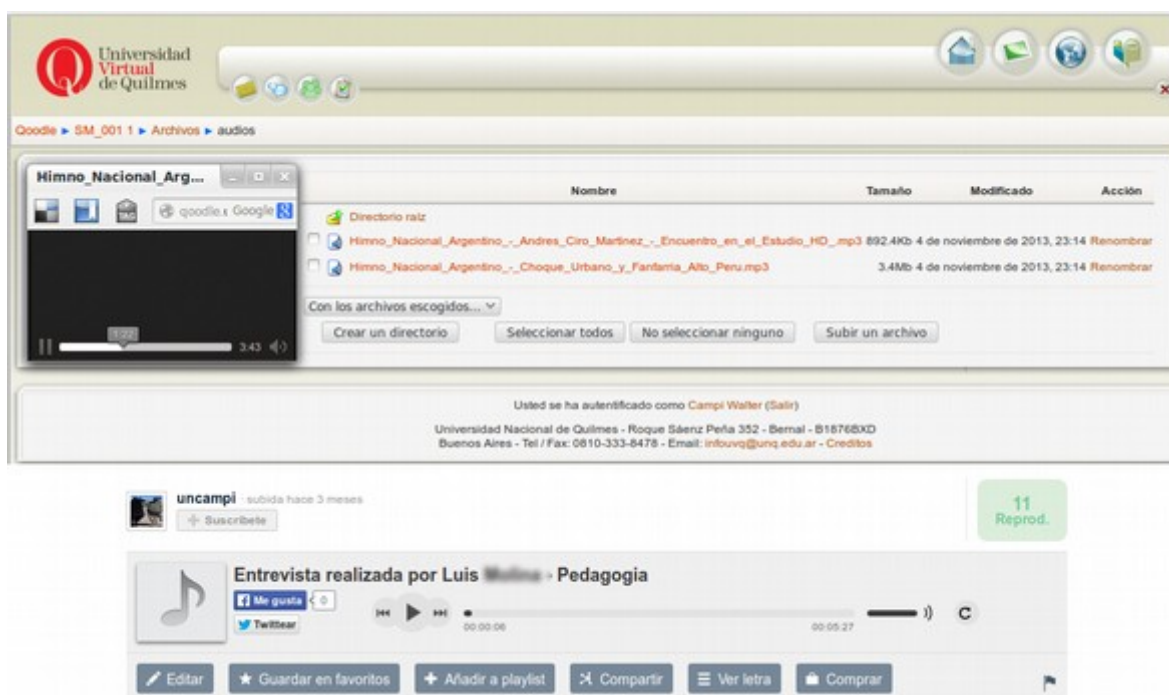 Universidad
Virtual
de Quilmes
Qoodle ► SM_001 1 ► Archivos ► audios
Himno_Nacional_Arg...
qoodle.u Google
1:22
3:43
Nombre Tamaño Modificado Acción
Directorio raíz
Himno_Nacional_Argentino_-_Andres_Ciro_Martinez_-_Encuentro_en_el_Estudio_HD_.mp3 892.4Kb 4 de noviembre de 2013, 23:14 Renombrar
Himno_Nacional_Argentino_-_Choque_Urbano_y_Fanfarria_Alto_Peru.mp3 3.4Mb 4 de noviembre de 2013, 23:14 Renombrar
Con los archivos escogidos...
Crear un directorio Seleccionar todos No seleccionar ninguno Subir un archivo
Usted se ha autentificado como Campi Walter (Salir)
Universidad Nacional de Quilmes - Roque Sáenz Peña 352 - Bernal - B1876BXD
Buenos Aires - Tel / Fax: 0810-333-8478 - Email: infouvq@unq.edu.ar - Creditos
uncampi subida hace 3 meses
+ Suscríbete
11
Reprod.
Entrevista realizada por Luis - Pedagogia
Me gusta 0
Twittear
00:00:06 00:05:27
Editar Guardar en favoritos Añadir a playlist Compartir Ver letra Comprar